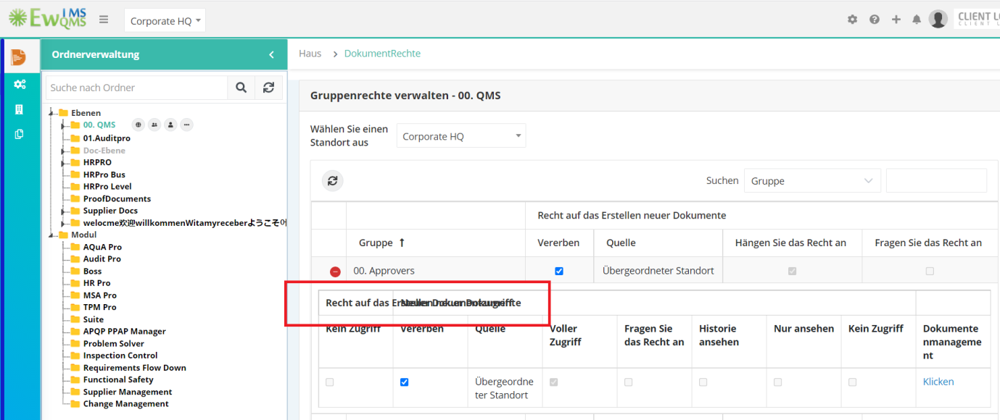 EwQMS IMS
Corporate HQ
CLIENT
CLIENT
Ordnerverwaltung
Haus > DokumentRechte
Suche nach Ordner
Gruppenrechte verwalten - 00. QMS
Ebenen
00. QMS
01.Auditpro
Doc-Ebene
HRPRO
HRPro Bus
HRPro Level
ProofDocuments
Supplier Docs
welocme欢迎willkommenWitamyreceberようこそ
Modul
AQuA Pro
Audit Pro
Boss
HR Pro
MSA Pro
TPM Pro
Suite
APQP PPAP Manager
Problem Solver
Inspection Control
Requirements Flow Down
Functional Safety
Supplier Management
Change Management
Wählen Sie einen
Standort aus
Corporate HQ
Suchen Gruppe
Recht auf das Erstellen neuer Dokumente
Gruppe ↑ Vererben Quelle Hängen Sie das Recht an Fragen Sie das Recht an
00. Approvers Übergeordneter Standort
Recht auf das Erstellen neuer Dokumente
Kein Zugriff Vererben Quelle Voller Zugriff Fragen Sie das Recht an Historie ansehen Nur ansehen Kein Zugriff Dokumentenmanagement
Übergeordneter Standort Klicken